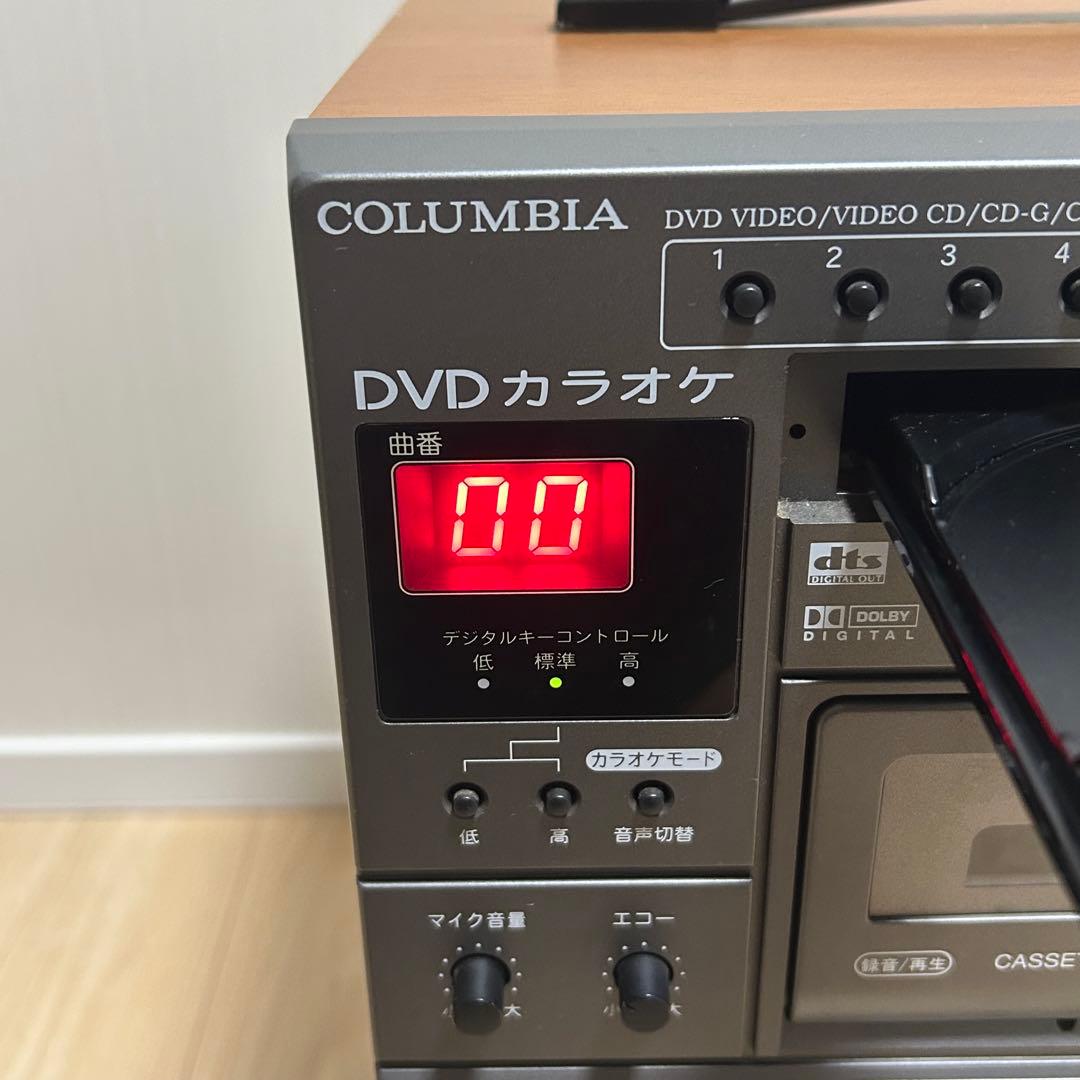 COLUMBIA
DVD VIDEO/VIDEO CD/CD-G/C
1 2 3 4
DVDカラオケ
曲番
00
dts
DIGITAL OUT
DOLBY
DIGITAL
デジタルキーコントロール
低 標準 高
カラオケモード
低 高 音声切替
マイク音量 エコー
小 大 小 大
録音/再生 CASSET